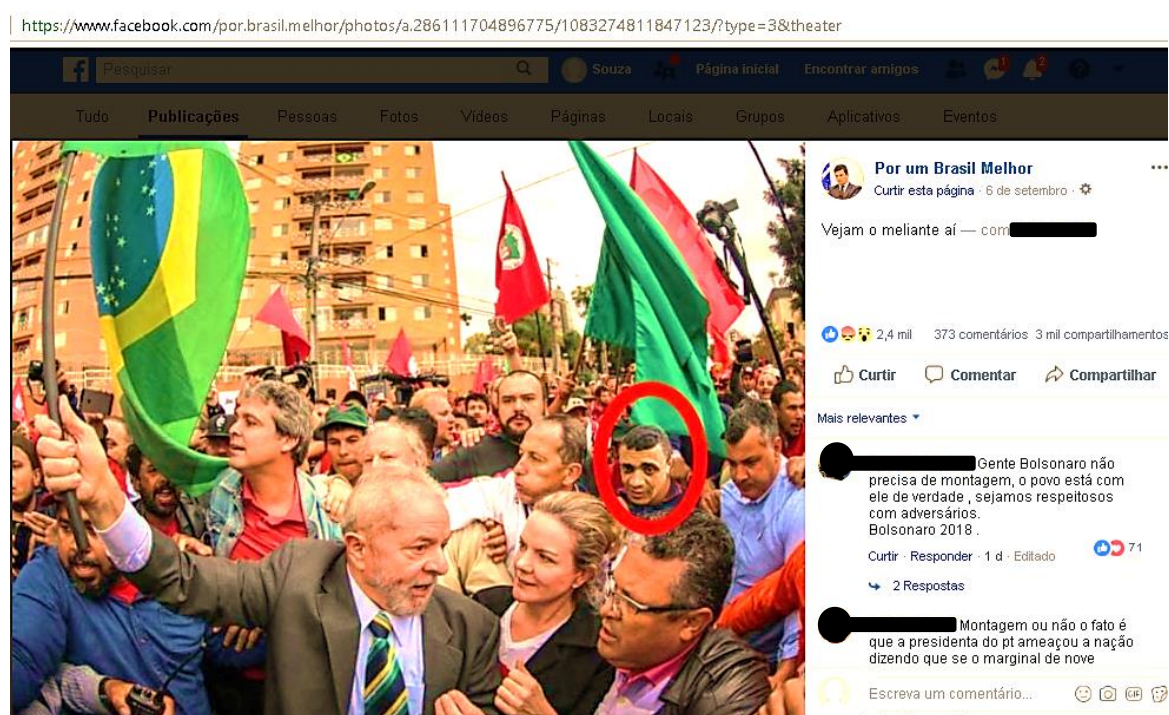 https://www.facebook.com/por.brasil.melhor/photos/a.286111704896775/1083274811847123/?type=3&theater
f Pesquisar Souza Página inicial Encontrar amigos 1 2
Tudo Publicações Pessoas Fotos Vídeos Páginas Locais Grupos Aplicativos Eventos
Por um Brasil Melhor
Curtir esta página · 6 de setembro ·
Vejam o meliante aí — com
2,4 mil 373 comentários 3 mil compartilhamentos
Curtir Comentar Compartilhar
Mais relevantes
Gente Bolsonaro não
precisa de montagem, o povo está com
ele de verdade , sejamos respeitosos
com adversários.
Bolsonaro 2018 .
Curtir · Responder · 1 d · Editado 71
2 Respostas
Montagem ou não o fato é
que a presidenta do pt ameaçou a nação
dizendo que se o marginal de nove
Escreva um comentário... GIF